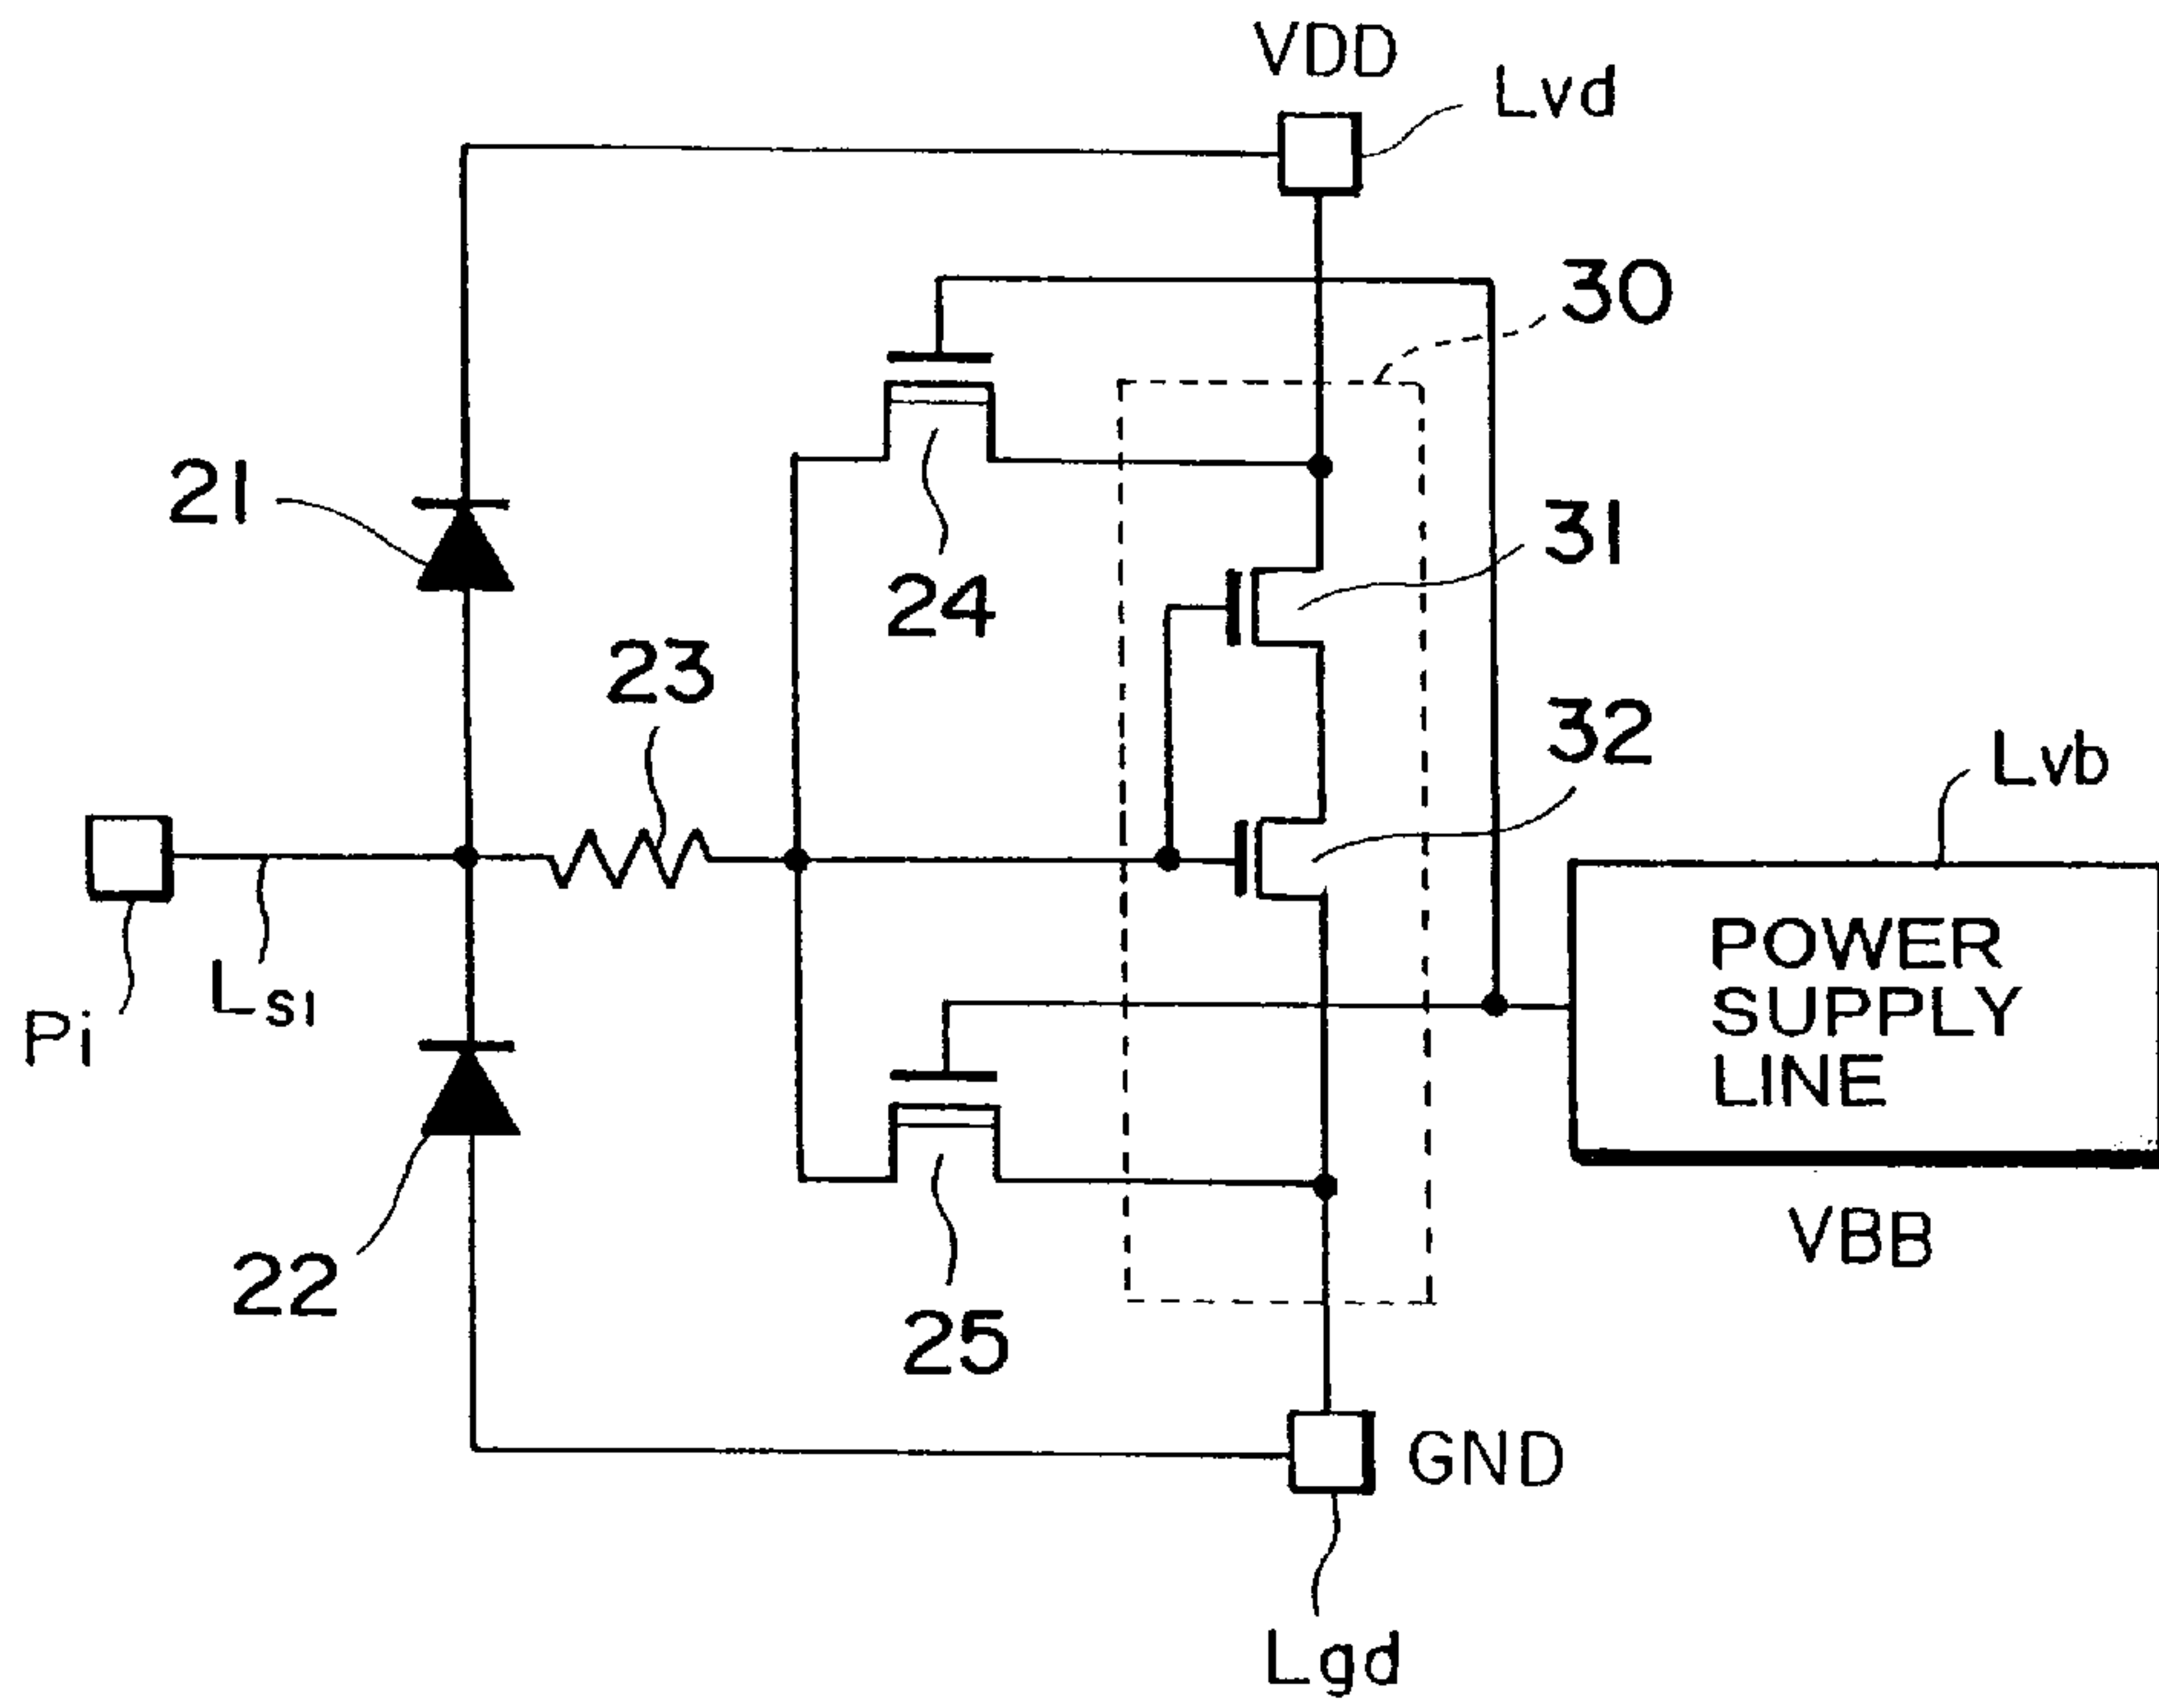 VDD
Lvd
30
21
31
24
23
32
Lvb
POWER
SUPPLY
LINE
Ls1
Pi
VBB
22
25
GND
Lgd